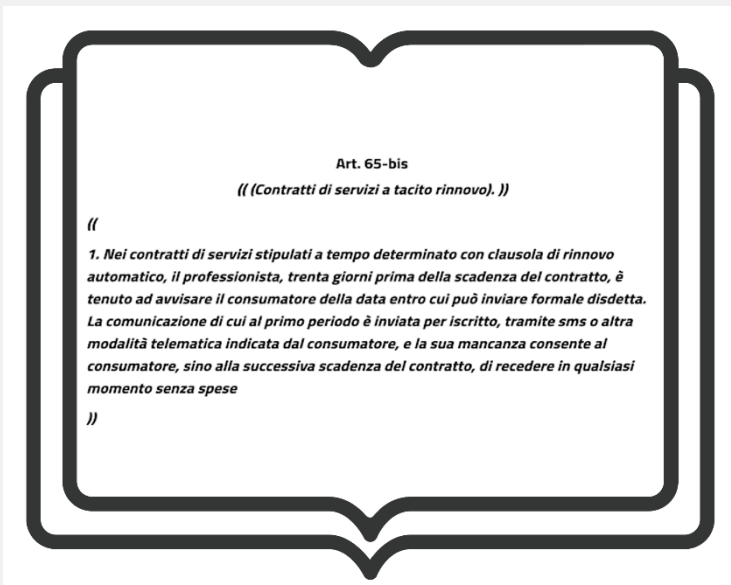 Art. 65-bis
(( (Contratti di servizi a tacito rinnovo). ))
((
1. Nei contratti di servizi stipulati a tempo determinato con clausola di rinnovo
automatico, il professionista, trenta giorni prima della scadenza del contratto, è
tenuto ad avvisare il consumatore della data entro cui può inviare formale disdetta.
La comunicazione di cui al primo periodo è inviata per iscritto, tramite sms o altra
modalità telematica indicata dal consumatore, e la sua mancanza consente al
consumatore, sino alla successiva scadenza del contratto, di recedere in qualsiasi
momento senza spese
))